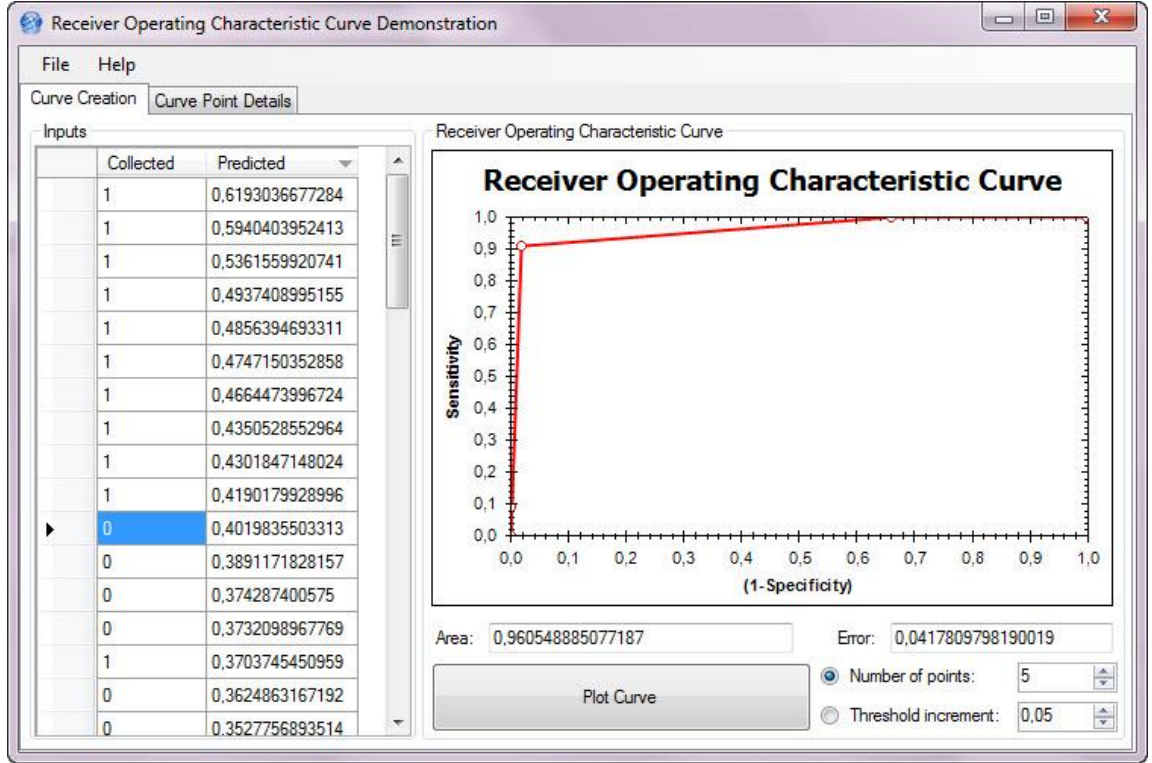 Receiver Operating Characteristic Curve Demonstration
File Help
Curve Creation Curve Point Details
Inputs
Collected Predicted
1 0,6193036677284
1 0,5940403952413
1 0,5361559920741
1 0,4937408995155
1 0,4856394693311
1 0,4747150352858
1 0,4664473996724
1 0,4350528552964
1 0,4301847148024
1 0,4190179928996
0 0,4019835503313
0 0,3891171828157
0 0,374287400575
0 0,3732098967769
1 0,3703745450959
0 0,3624863167192
0 0,3527756893514
Receiver Operating Characteristic Curve
Receiver Operating Characteristic Curve
1,0
0,9
0,8
0,7
0,6
0,5
0,4
0,3
0,2
0,1
0,0
Sensitivity
0,0 0,1 0,2 0,3 0,4 0,5 0,6 0,7 0,8 0,9 1,0
(1-Specificity)
Area: 0,960548885077187 Error: 0,0417809798190019
Plot Curve
Number of points: 5
Threshold increment: 0,05